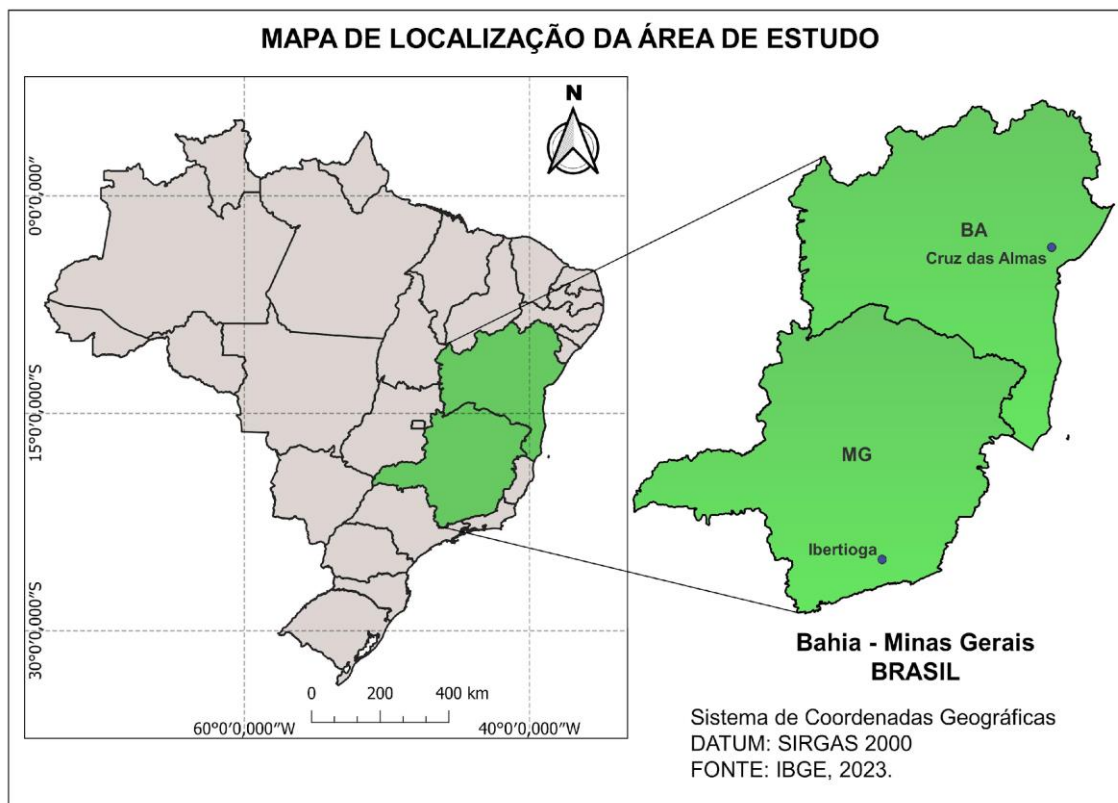 MAPA DE LOCALIZAÇÃO DA ÁREA DE ESTUDO
N
0°0'0,000"
15°0'0,000"S
30°0'0,000"S
60°0'0,000"W
40°0'0,000"W
0 200 400 km
BA
Cruz das Almas
MG
Ibertioga
Bahia - Minas Gerais
BRASIL
Sistema de Coordenadas Geográficas
DATUM: SIRGAS 2000
FONTE: IBGE, 2023.